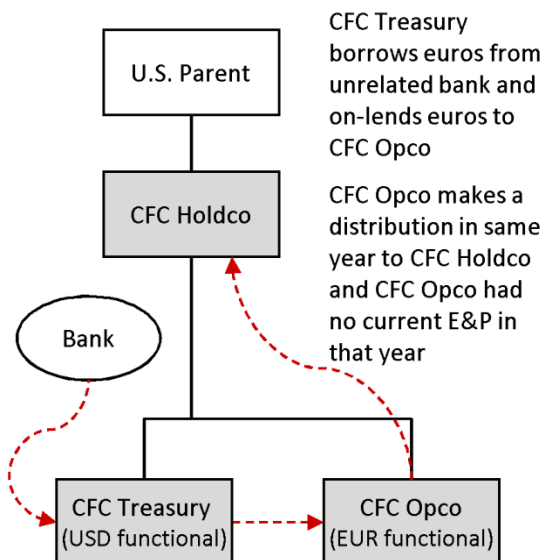 U.S. Parent
CFC Treasury
borrows euros from
unrelated bank and
on-lends euros to
CFC Opco
CFC Holdco
CFC Opco makes a
distribution in same
year to CFC Holdco
and CFC Opco had
no current E&P in
that year
Bank
CFC Treasury
(USD functional)
CFC Opco
(EUR functional)